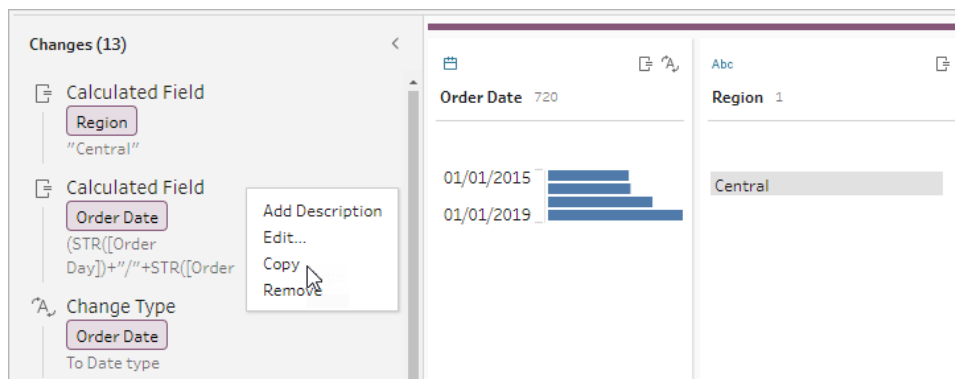 Changes (13)
Calculated Field
Region
"Central"
Calculated Field
Order Date
(STR([Order
Day])+"/"+STR([Order
Change Type
Order Date
To Date type
Add Description
Edit...
Copy
Remove
Order Date 720
01/01/2015
01/01/2019
Abc
Region 1
Central